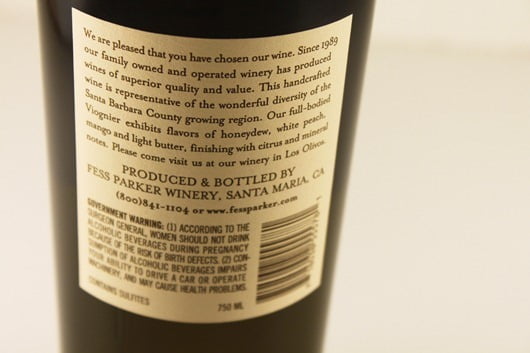 We are pleased that you have chosen our wine. Since 1989
our family owned and operated winery has produced
wines of superior quality and value. This handcrafted
wine is representative of the wonderful diversity of the
Santa Barbara County growing region. Our full-bodied
Viognier exhibits flavors of honeydew, white peach,
mango and light butter, finishing with citrus and mineral
notes. Please come visit us at our winery in Los Olivos.
PRODUCED & BOTTLED BY
FESS PARKER WINERY, SANTA MARIA, CA
(800)841-1104 or www.fessparker.com
GOVERNMENT WARNING: (1) ACCORDING TO THE
SURGEON GENERAL, WOMEN SHOULD NOT DRINK
ALCOHOLIC BEVERAGES DURING PREGNANCY
BECAUSE OF THE RISK OF BIRTH DEFECTS. (2) CON-
SUMPTION OF ALCOHOLIC BEVERAGES IMPAIRS
YOUR ABILITY TO DRIVE A CAR OR OPERATE
MACHINERY, AND MAY CAUSE HEALTH PROBLEMS.
CONTAINS SULFITES
750 ML